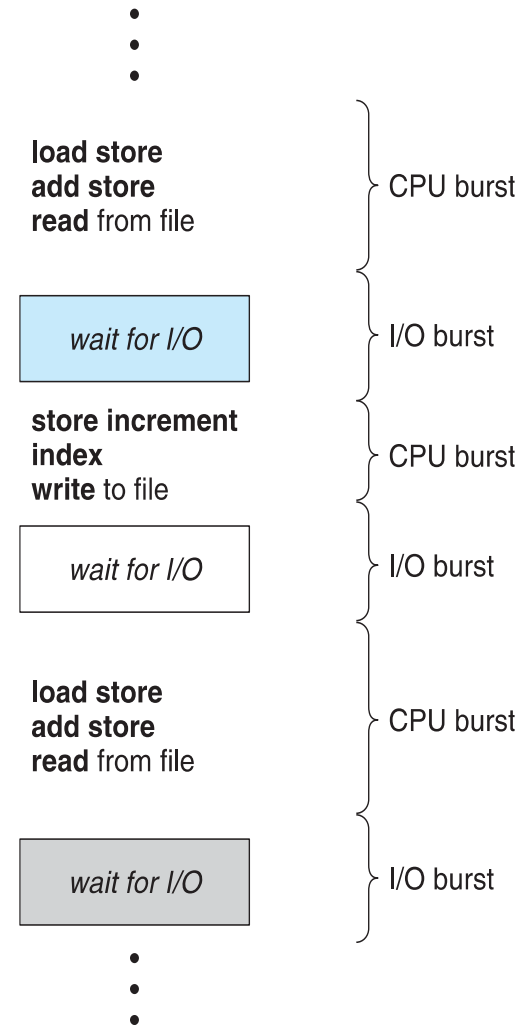 load store
add store
read from file
CPU burst
wait for I/O
I/O burst
store increment
index
write to file
CPU burst
wait for I/O
I/O burst
load store
add store
read from file
CPU burst
wait for I/O
I/O burst